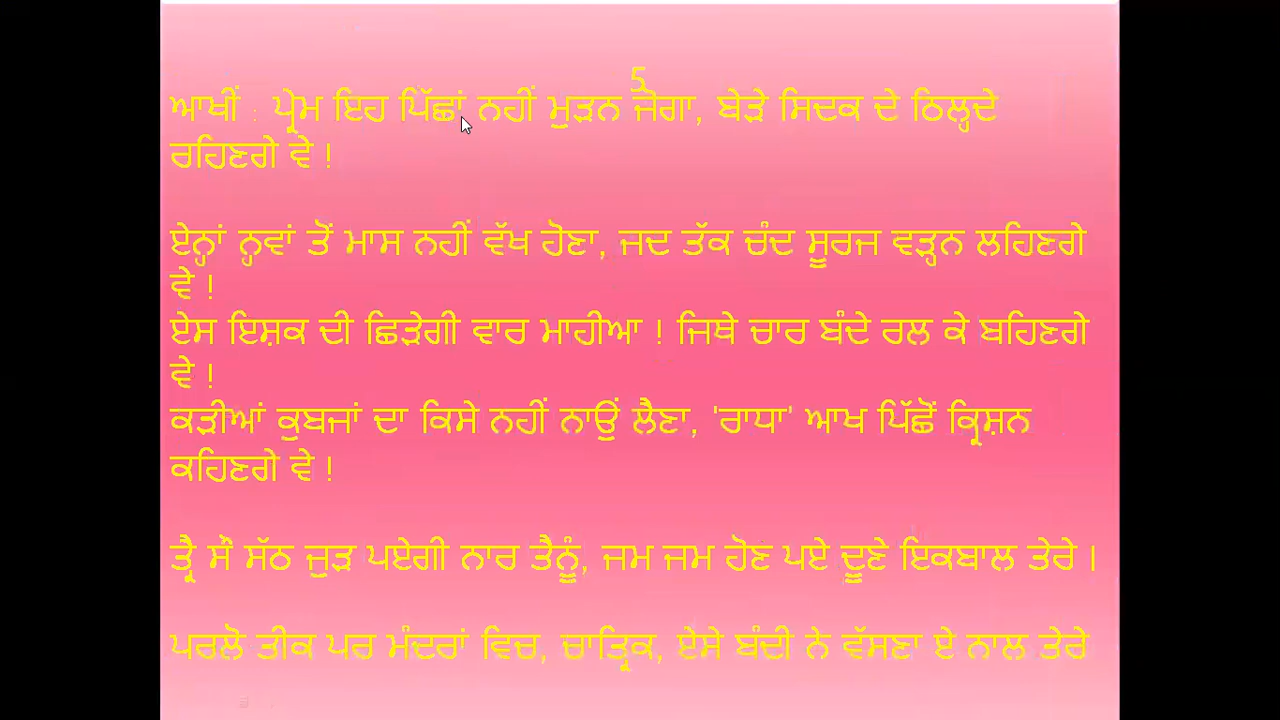 5
ਆਖੀਂ : ਪ੍ਰੇਮ ਇਹ ਪਿੱਛਾਂ ਨਹੀਂ ਮੁੜਨ ਜੋਗਾ, ਬੇੜੇ ਸਿਦਕ ਦੇ ਠਿਲ੍ਹਦੇ
ਰਹਿਣਗੇ ਵੇ !
ਏਨ੍ਹਾਂ ਨ੍ਹਵਾਂ ਤੋਂ ਮਾਸ ਨਹੀਂ ਵੱਖ ਹੋਣਾ, ਜਦ ਤੱਕ ਚੰਦ ਸੂਰਜ ਵੜ੍ਹਨ ਲਹਿਣਗੇ
ਵੇ !
ਏਸ ਇਸ਼ਕ ਦੀ ਛਿੜੇਗੀ ਵਾਰ ਮਾਹੀਆ ! ਜਿਥੇ ਚਾਰ ਬੰਦੇ ਰਲ ਕੇ ਬਹਿਣਗੇ
ਵੇ !
ਕੜੀਆਂ ਕੁਬਜਾਂ ਦਾ ਕਿਸੇ ਨਹੀਂ ਨਾਉਂ ਲੈਣਾ, 'ਰਾਧਾ' ਆਖ ਪਿੱਛੋਂ ਕ੍ਰਿਸ਼ਨ
ਕਹਿਣਗੇ ਵੇ !
ਤ੍ਰੈ ਸੌ ਸੱਠ ਜੁੜ ਪਏਗੀ ਨਾਰ ਤੈਨੂੰ, ਜਮ ਜਮ ਹੋਣ ਪਏ ਦੂਣੇ ਇਕਬਾਲ ਤੇਰੇ ।
ਪਰਲੋ ਤੀਕ ਪਰ ਮੰਦਰਾਂ ਵਿਚ, ਚਾਤ੍ਰਿਕ, ਏਸੇ ਬੰਦੀ ਨੇ ਵੱਸਣਾ ਏ ਨਾਲ ਤੇਰੇ